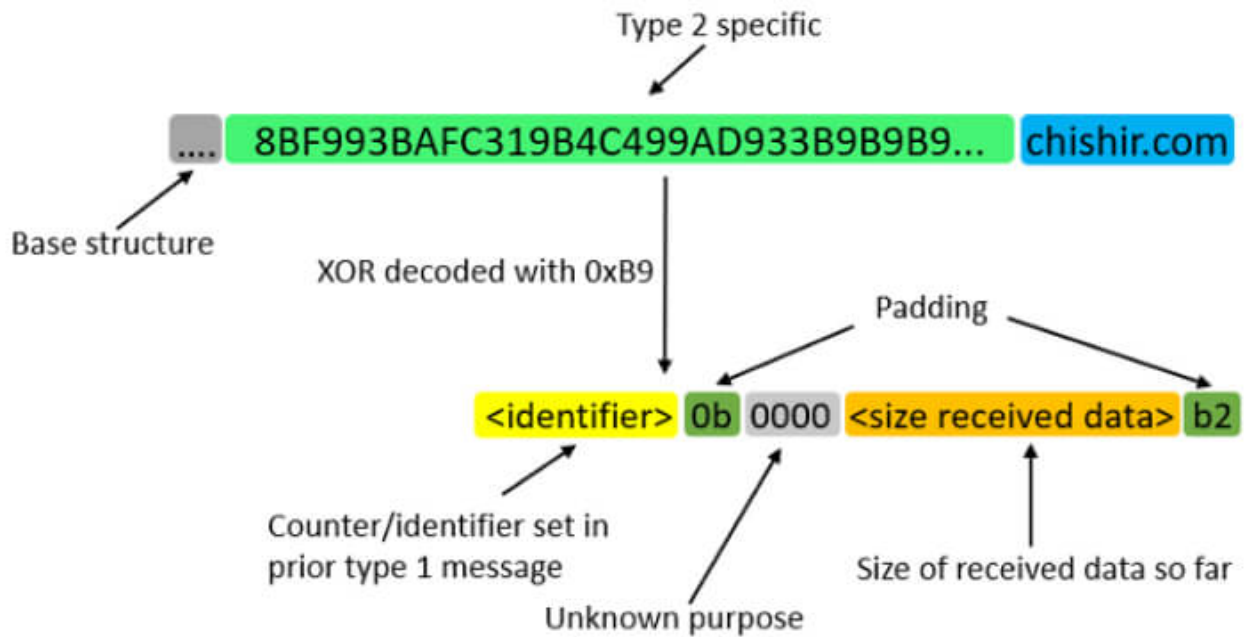 Type 2 specific
.... 8BF993BAFC319B4C499AD933B9B9B9... chishir.com
Base structure
XOR decoded with 0xB9
Padding
<identifier> 0b 0000 <size received data> b2
Counter/identifier set in
prior type 1 message
Size of received data so far
Unknown purpose